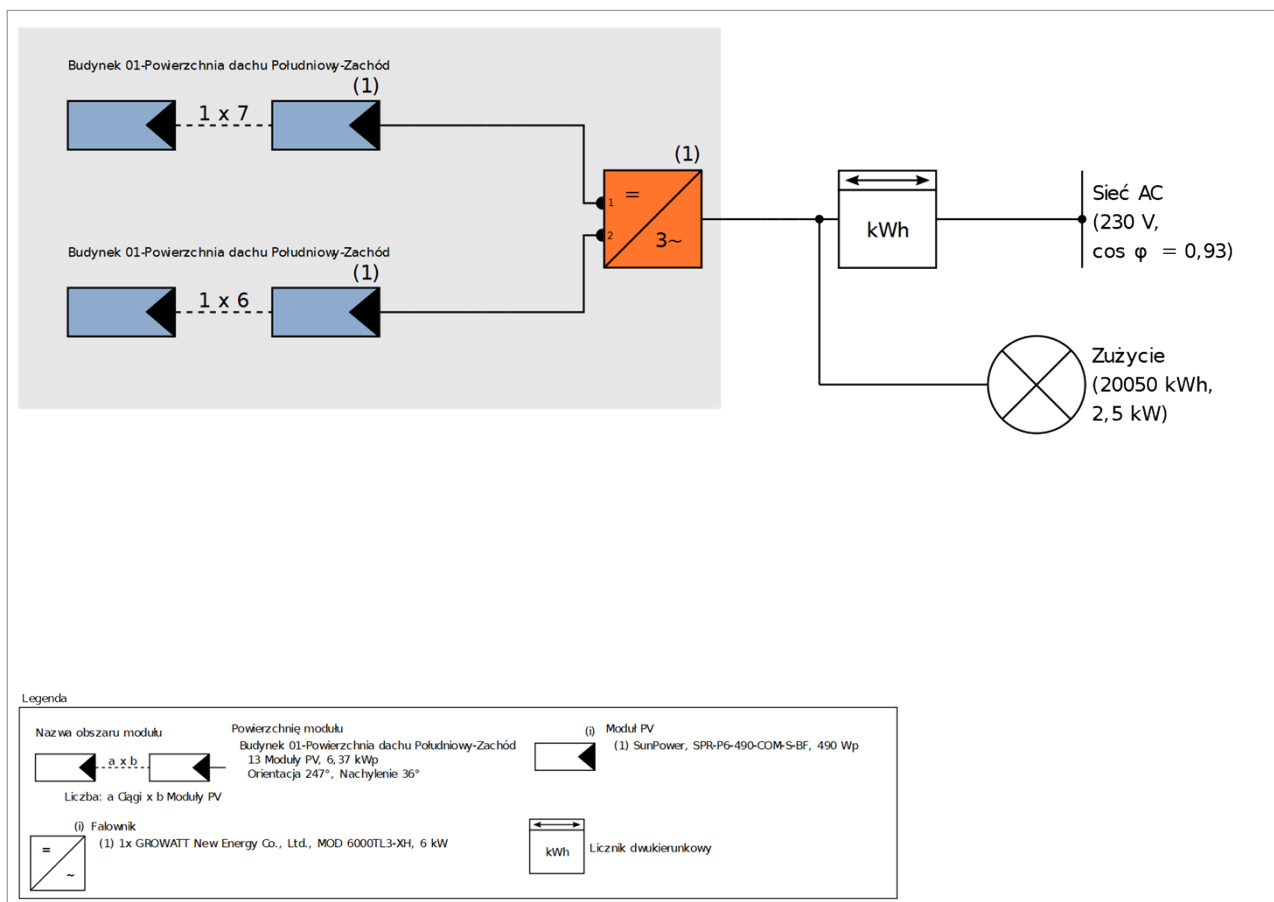 Budynek 01-Powierzchnia dachu Południowy-Zachód
(1)
1 x 7
(1)
1
=
2
3~
kWh
Sieć AC
(230 V,
cos φ = 0,93)
Budynek 01-Powierzchnia dachu Południowy-Zachód
(1)
1 x 6
Zużycie
(20050 kWh,
2,5 kW)
Legenda
Nazwa obszaru modułu
a x b
Liczba: a Ciągi x b Moduły PV
Powierzchnię modułu
Budynek 01-Powierzchnia dachu Południowy-Zachód
13 Moduły PV, 6,37 kWp
Orientacja 247°, Nachylenie 36°
(i) Moduł PV
(1) SunPower, SPR-P6-490-COM-S-BF, 490 Wp
(i) Falownik
(1) 1x GROWATT New Energy Co., Ltd., MOD 6000TL3-XH, 6 kW
=
~
kWh
Licznik dwukierunkowy